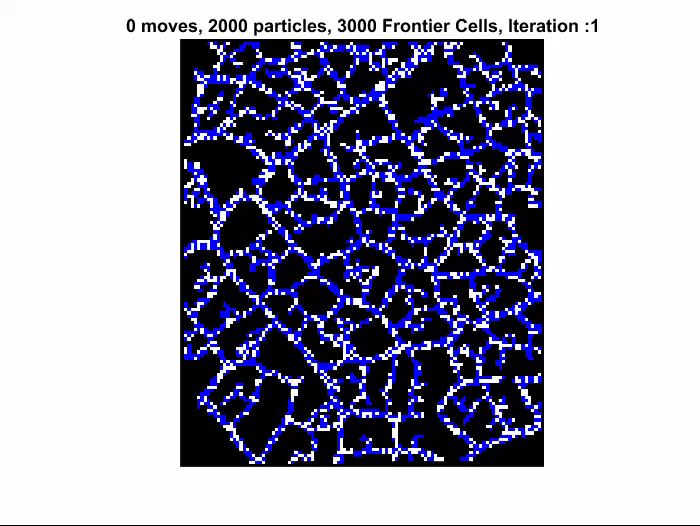 0 moves, 2000 particles, 3000 Frontier Cells, Iteration :1